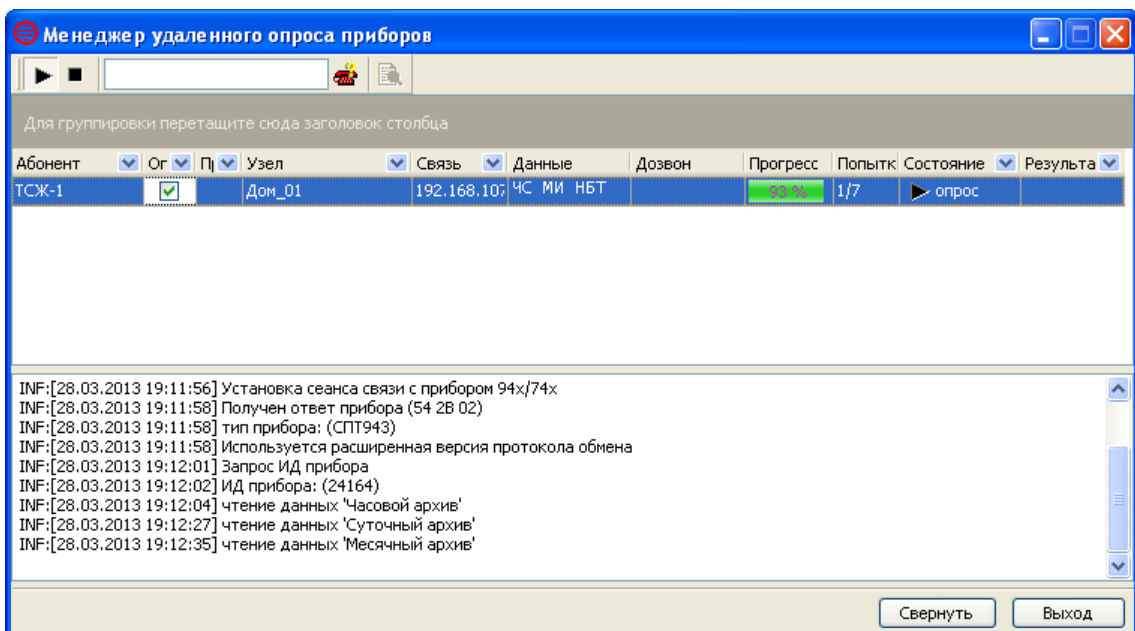 Менеджер удаленного опроса приборов
Для группировки перетащите сюда заголовок столбца
Абонент Ог Пр Узел Связь Данные Дозвон Прогресс Попытк Состояние Результа
ТСЖ-1 Дом_01 192.168.107 ЧС МИ НБТ 98 % 1/7 опрос
INF:[28.03.2013 19:11:56] Установка сеанса связи с прибором 94x/74x
INF:[28.03.2013 19:11:58] Получен ответ прибора (54 2B 02)
INF:[28.03.2013 19:11:58] тип прибора: (СПТ943)
INF:[28.03.2013 19:11:58] Используется расширенная версия протокола обмена
INF:[28.03.2013 19:12:01] Запрос ИД прибора
INF:[28.03.2013 19:12:02] ИД прибора: (24164)
INF:[28.03.2013 19:12:04] чтение данных 'Часовой архив'
INF:[28.03.2013 19:12:27] чтение данных 'Суточный архив'
INF:[28.03.2013 19:12:35] чтение данных 'Месячный архив'
Свернуть Выход